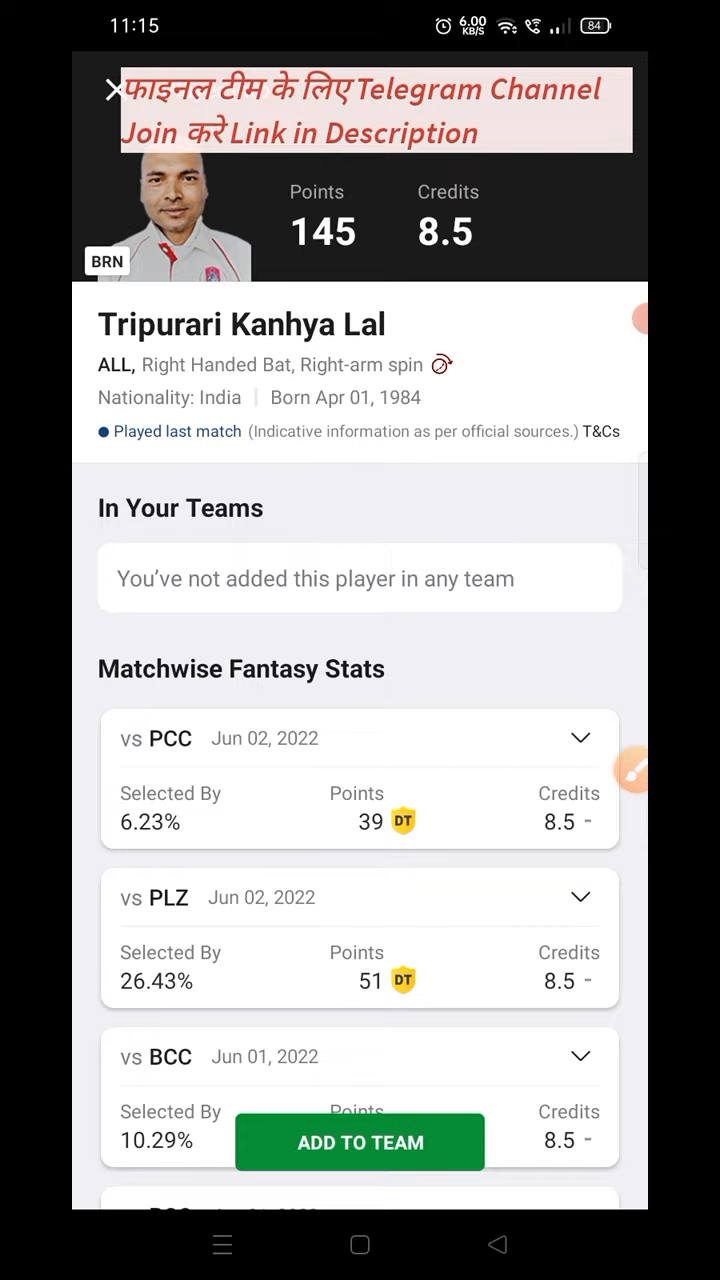 11:15
6.00 KB/S
84
फाइनल टीम के लिए Telegram Channel
Join करे Link in Description
Points
Credits
145
8.5
BRN
Tripurari Kanhya Lal
ALL, Right Handed Bat, Right-arm spin
Nationality: India | Born Apr 01, 1984
Played last match (Indicative information as per official sources.) T&Cs
In Your Teams
You’ve not added this player in any team
Matchwise Fantasy Stats
vs PCC Jun 02, 2022
Selected By Points Credits
6.23% 39 DT 8.5 -
vs PLZ Jun 02, 2022
Selected By Points Credits
26.43% 51 DT 8.5 -
vs BCC Jun 01, 2022
Selected By Points Credits
10.29% 8.5 -
ADD TO TEAM